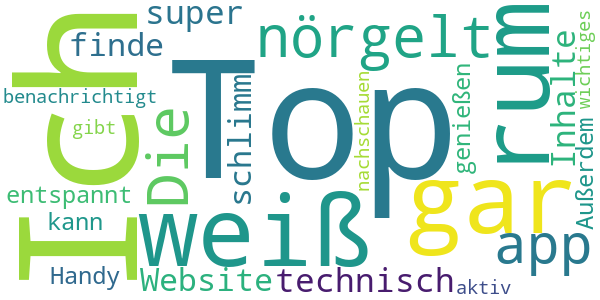 super
finde
nörgelt
Ich
Top
rum
benachrichtigt
gibt
Die
schlimm
nachschauen
genießen
Inhalte
wichtiges
Außerdem
entspannt
kann
weiß
gar
app
Handy
Website
technisch
aktiv